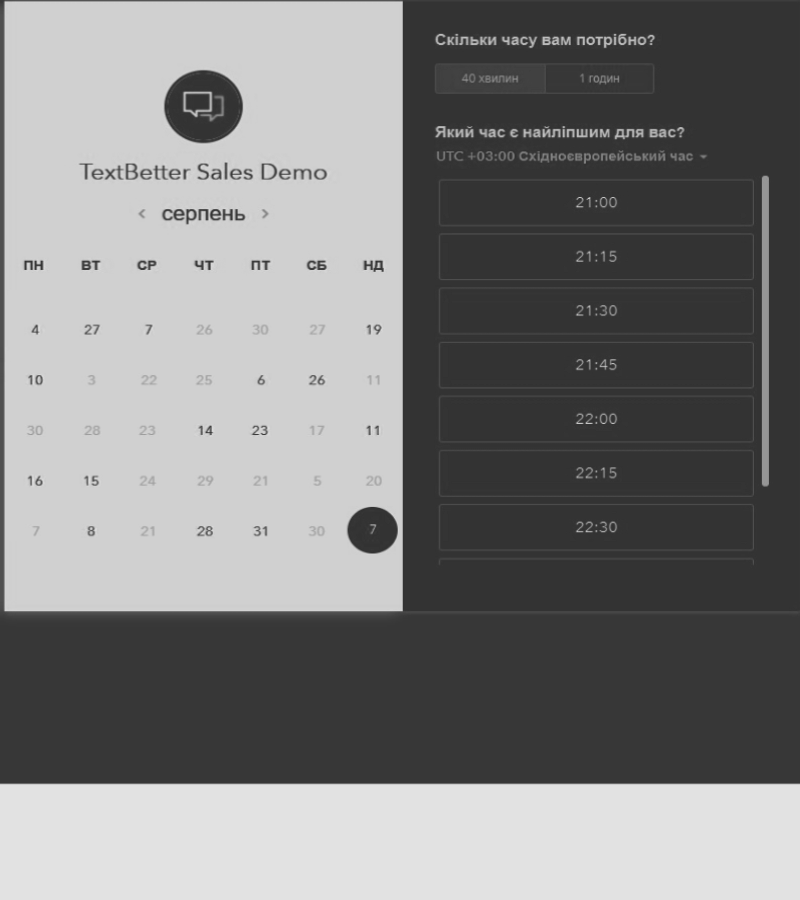 TextBetter Sales Demo
серпень
ПН ВТ СР ЧТ ПТ СБ НД
4 27 7 26 30 27 19
10 3 22 25 6 26 11
30 28 23 14 23 17 11
16 15 24 29 21 5 20
7 8 21 28 31 30 7
Скільки часу вам потрібно?
40 хвилин 1 годин
Який час є найліпшим для вас?
UTC +03:00 Східноєвропейський час
21:00
21:15
21:30
21:45
22:00
22:15
22:30